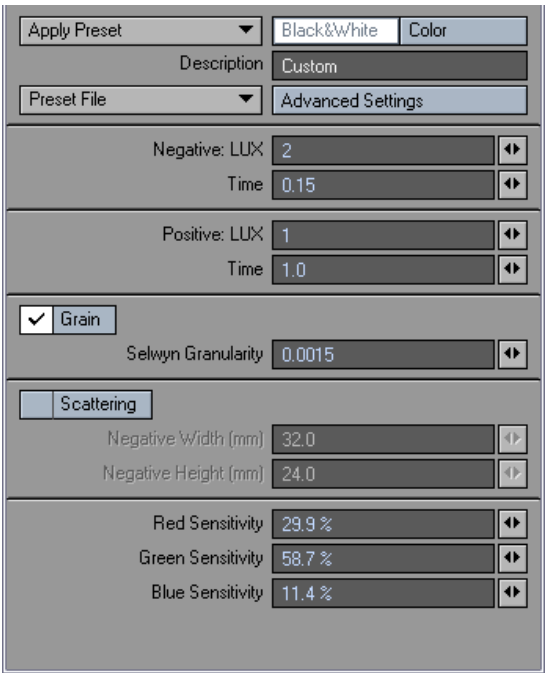 Apply Preset Black&White Color
Description Custom
Preset File Advanced Settings
Negative: LUX 2
Time 0.15
Positive: LUX 1
Time 1.0
Grain
Selwyn Granularity 0.0015
Scattering
Negative Width (mm) 32.0
Negative Height (mm) 24.0
Red Sensitivity 29.9 %
Green Sensitivity 58.7 %
Blue Sensitivity 11.4 %